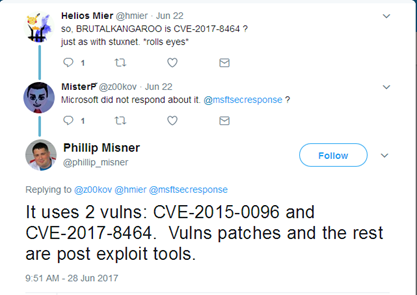 Helios Mier @hmier · Jun 22
so, BRUTALKANGAROO is CVE-2017-8464 ?
just as with stuxnet. *rolls eyes*
1
MisterP @z00kov · Jun 22
Microsoft did not respond about it. @msftsecresponse ?
1
Phillip Misner
@phillip_misner
Follow
Replying to @z00kov @hmier @msftsecresponse
It uses 2 vulns: CVE-2015-0096 and
CVE-2017-8464. Vulns patches and the rest
are post exploit tools.
9:51 AM - 28 Jun 2017